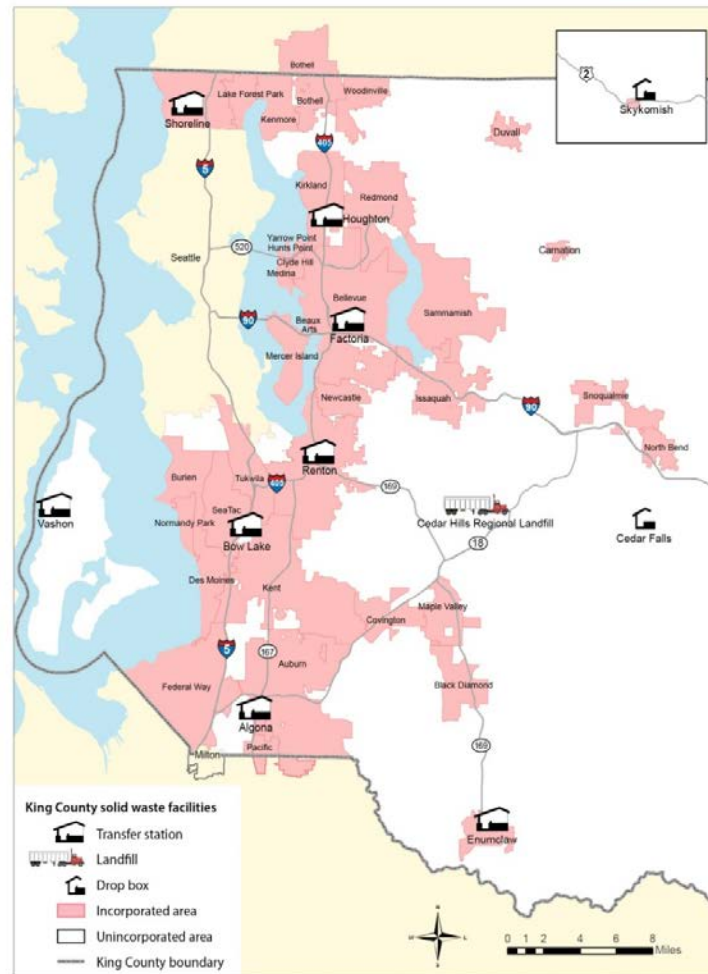 Bothell
2
Skykomish
Lake Forest Park
Bothell
Woodinville
Shoreline
Kenmore
Duvall
405
5
Kirkland
Redmond
Houghton
Yarrow Point
Hunts Point
Carnation
Seattle
520
Clyde Hill
Medina
Bellevue
90
Beaux
Arts
Sammamish
Factoria
Mercer Island
Newcastle
Issaquah
Snoqualmie
90
North Bend
Renton
Burien
Tukwila
405
169
Vashon
SeaTac
Normandy Park
Cedar Hills Regional Landfill
Cedar Falls
Bow Lake
18
Des Moines
Kent
Maple Valley
Covington
5
167
Auburn
Federal Way
Black Diamond
Algona
169
Pacific
Milton
King County solid waste facilities
Transfer station
Landfill
Drop box
Incorporated area
Unincorporated area
King County boundary
Enumclaw
0 1 2 4 6 8
Miles